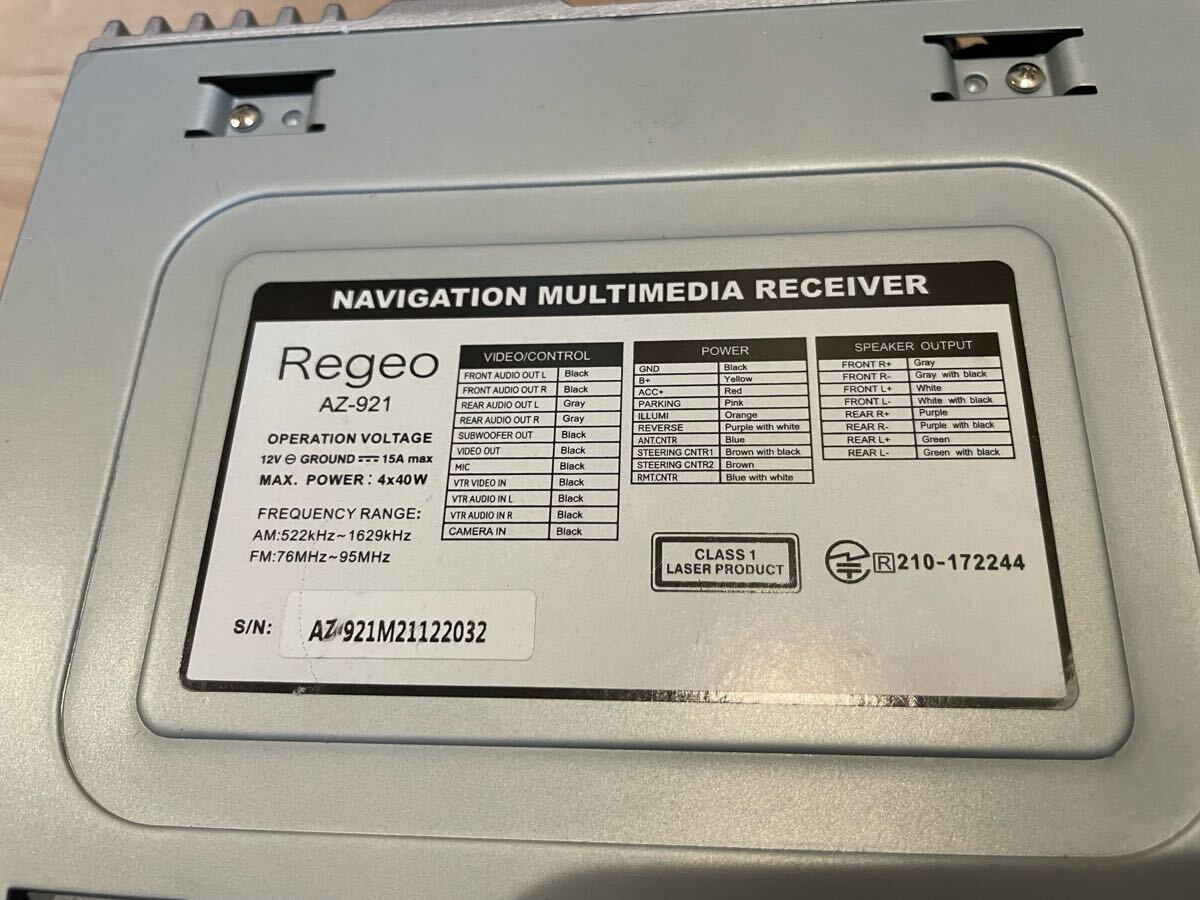 NAVIGATION MULTIMEDIA RECEIVER
Regeo
AZ-921
OPERATION VOLTAGE
12V ⊖ GROUND ⎓ 15A max
MAX. POWER: 4x40W
FREQUENCY RANGE:
AM:522kHz~1629kHz
FM:76MHz~95MHz
S/N: AZ-921M21122032
VIDEO/CONTROL
FRONT AUDIO OUT L Black
FRONT AUDIO OUT R Black
REAR AUDIO OUT L Gray
REAR AUDIO OUT R Gray
SUBWOOFER OUT Black
VIDEO OUT Black
MIC Black
VTR VIDEO IN Black
VTR AUDIO IN L Black
VTR AUDIO IN R Black
CAMERA IN Black
POWER
GND Black
B+ Yellow
ACC+ Red
PARKING Pink
ILLUMI Orange
REVERSE Purple with white
ANT.CNTR Blue
STEERING CNTR1 Brown with black
STEERING CNTR2 Brown
RMT.CNTR Blue with white
SPEAKER OUTPUT
FRONT R+ Gray
FRONT R- Gray with black
FRONT L+ White
FRONT L- White with black
REAR R+ Purple
REAR R- Purple with black
REAR L+ Green
REAR L- Green with black
CLASS 1
LASER PRODUCT
R 210-172244